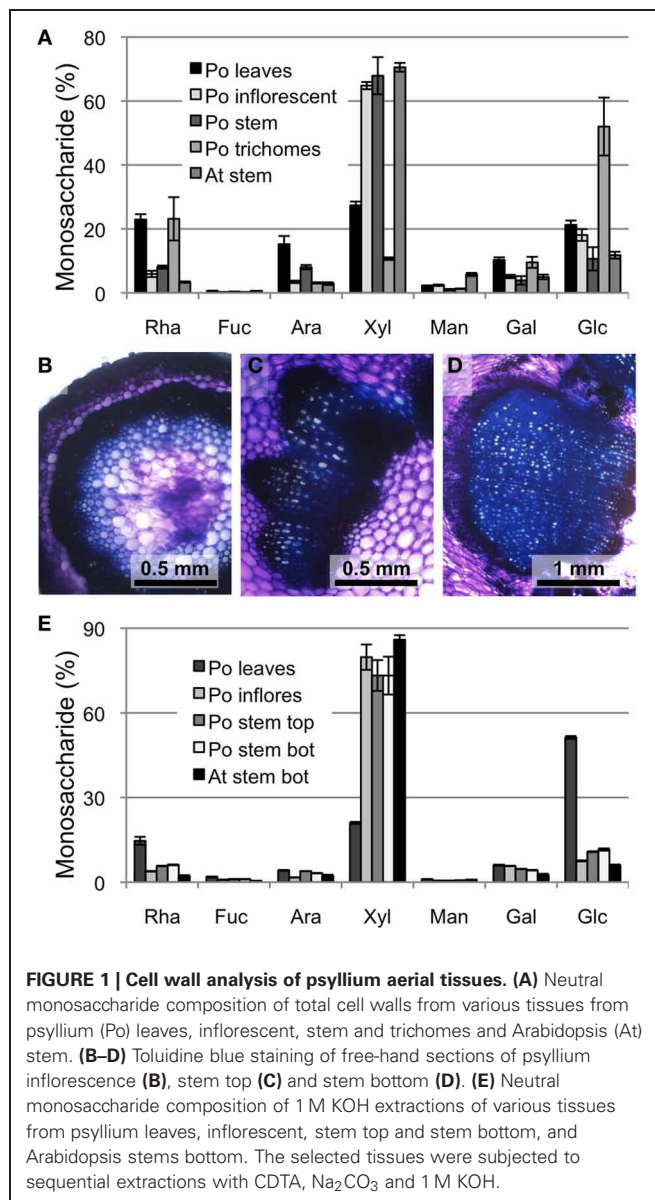 A
80
60
40
20
0
Monosaccharide (%)
Po leaves
Po inflorescent
Po stem
Po trichomes
At stem
Rha Fuc Ara Xyl Man Gal Glc
B C D
0.5 mm 0.5 mm 1 mm
E
90
60
30
0
Monosaccharide (%)
Po leaves
Po inflores
Po stem top
Po stem bot
At stem bot
Rha Fuc Ara Xyl Man Gal Glc
FIGURE 1 | Cell wall analysis of psyllium aerial tissues. (A) Neutral
monosaccharide composition of total cell walls from various tissues from
psyllium (Po) leaves, inflorescent, stem and trichomes and Arabidopsis (At)
stem. (B–D) Toluidine blue staining of free-hand sections of psyllium
inflorescence (B), stem top (C) and stem bottom (D). (E) Neutral
monosaccharide composition of 1 M KOH extractions of various tissues
from psyllium leaves, inflorescent, stem top and stem bottom, and
Arabidopsis stems bottom. The selected tissues were subjected to
sequential extractions with CDTA, Na₂CO₃ and 1 M KOH.